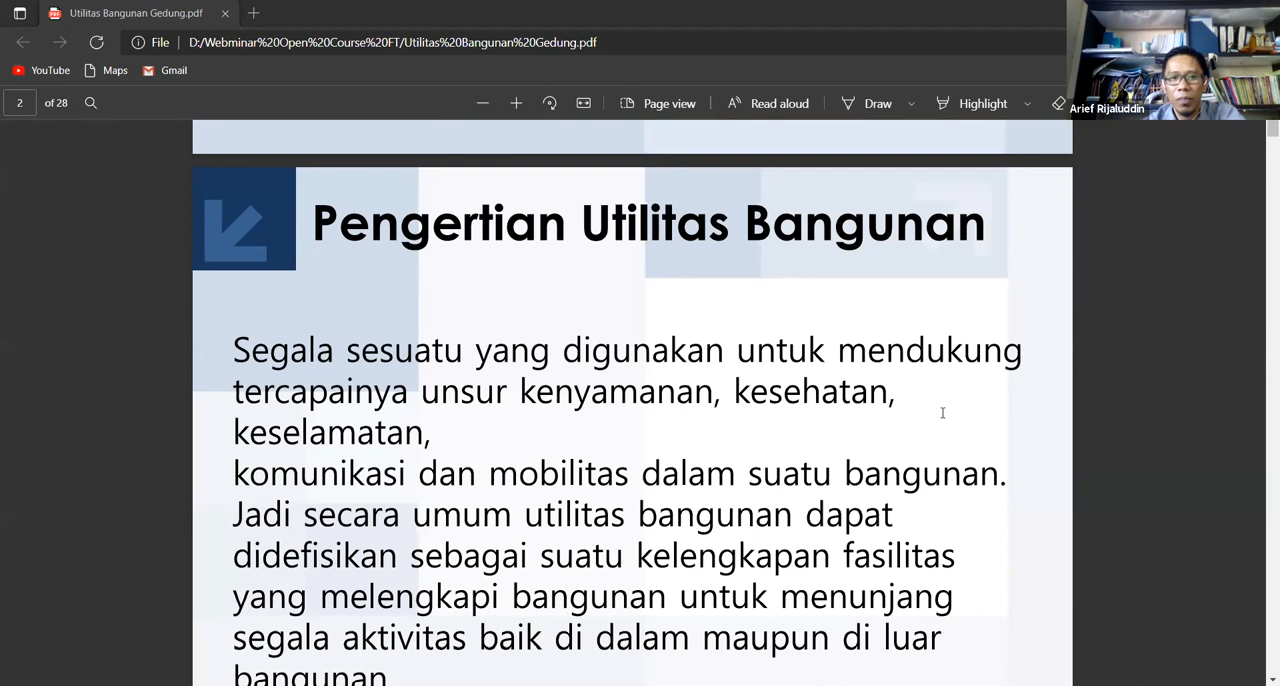 Utilitas Bangunan Gedung.pdf
File | D:/Webminar%20Open%20Course%20FT/Utilitas%20Bangunan%20Gedung.pdf
YouTube Maps Gmail
2 of 28 Page view Read aloud Draw Highlight
Arief Rijaluddin
Pengertian Utilitas Bangunan
Segala sesuatu yang digunakan untuk mendukung
tercapainya unsur kenyamanan, kesehatan,
keselamatan,
komunikasi dan mobilitas dalam suatu bangunan.
Jadi secara umum utilitas bangunan dapat
didefisikan sebagai suatu kelengkapan fasilitas
yang melengkapi bangunan untuk menunjang
segala aktivitas baik di dalam maupun di luar
bangunan